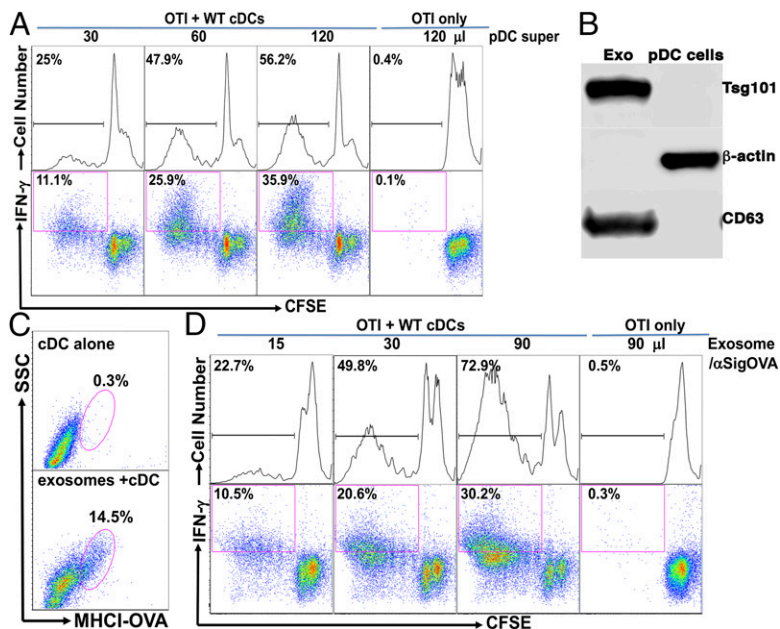 A
OTI + WT cDCs
OTI only
30
60
120
120 µl
pDC super
Cell Number
25%
47.9%
56.2%
0.4%
IFN-γ
11.1%
25.9%
35.9%
0.1%
CFSE
B
Exo
pDC cells
Tsg101
β-actin
CD63
C
SSC
cDC alone
0.3%
exosomes +cDC
14.5%
MHCI-OVA
D
OTI + WT cDCs
OTI only
15
30
90
90 µl
Exosome
/αSigOVA
Cell Number
22.7%
49.8%
72.9%
0.5%
IFN-γ
10.5%
20.6%
30.2%
0.3%
CFSE